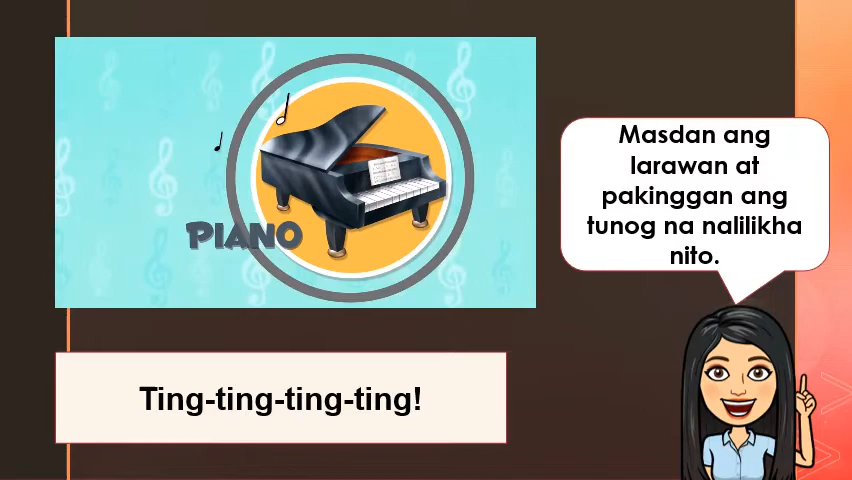 PIANO
Masdan ang
larawan at
pakinggan ang
tunog na nalilikha
nito.
Ting-ting-ting-ting!